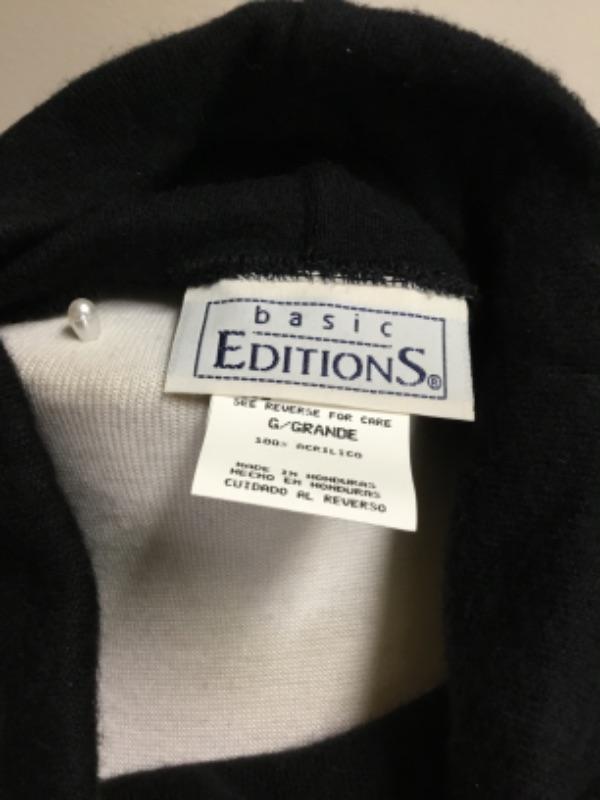 basic
EDITIONS®
SEE REVERSE FOR CARE
G/GRANDE
100% ACRILICO
MADE IN HONDURAS
HECHO EN HONDURAS
CUIDADO AL REVERSO